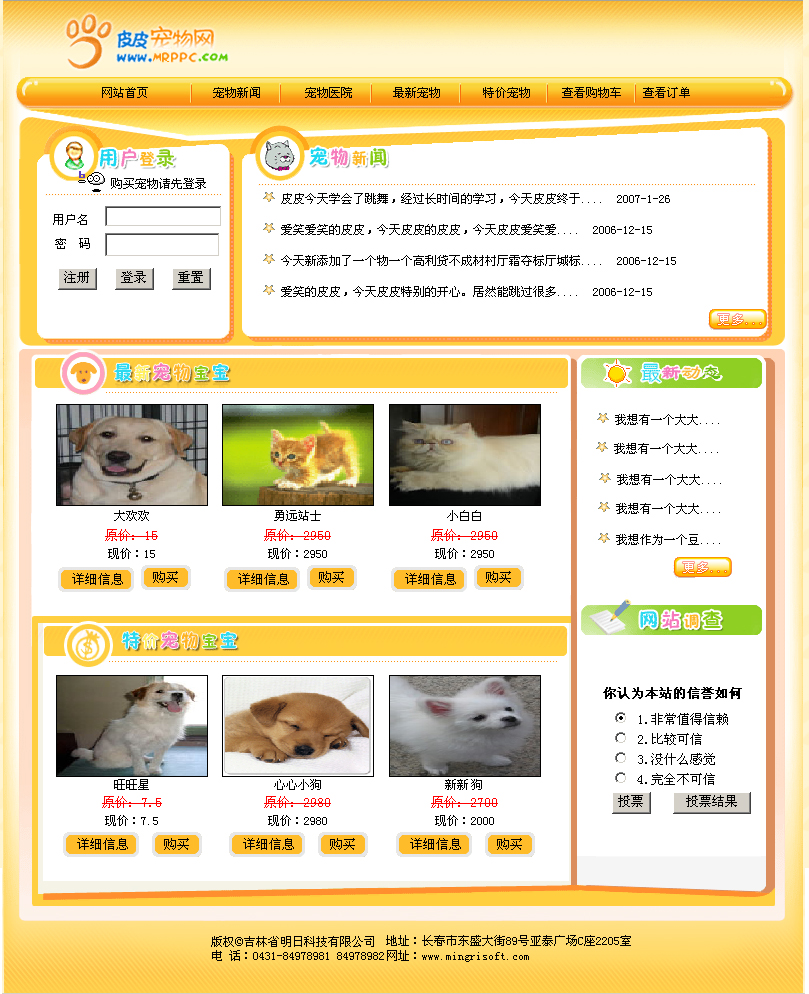 皮皮宠物网
www.MRPPC.com
网站首页 宠物新闻 宠物医院 最新宠物 特价宠物 查看购物车 查看订单
用户登录
购买宠物请先登录
用户名
密 码
注册 登录 重置
宠物新闻
皮皮今天学会了跳舞，经过长时间的学习，今天皮皮终于.... 2007-1-26
爱笑爱笑的皮皮，今天皮皮的皮皮，今天皮皮爱笑爱.... 2006-12-15
今天新添加了一个物一个高利贷不成材村厅霜夺标厅城标.... 2006-12-15
爱笑的皮皮，今天皮皮特别的开心。居然能跳过很多.... 2006-12-15
更多...
最新宠物宝宝
大欢欢 勇远站士 小白白
原价：15 原价：2950 原价：2950
现价：15 现价：2950 现价：2950
详细信息 购买 详细信息 购买 详细信息 购买
特价宠物宝宝
旺旺星 心心小狗 新新狗
原价：7.5 原价：2980 原价：2700
现价：7.5 现价：2980 现价：2000
详细信息 购买 详细信息 购买 详细信息 购买
最新动态
我想有一个大大....
我想有一个大大....
我想有一个大大....
我想有一个大大....
我想作为一个豆....
更多...
网站调查
你认为本站的信誉如何
1.非常值得信赖
2.比较可信
3.没什么感觉
4.完全不可信
投票 投票结果
版权©吉林省明日科技有限公司 地址：长春市东盛大街89号亚泰广场C座2205室
电 话：0431-84978981 84978982网址：www.mingrisoft.com